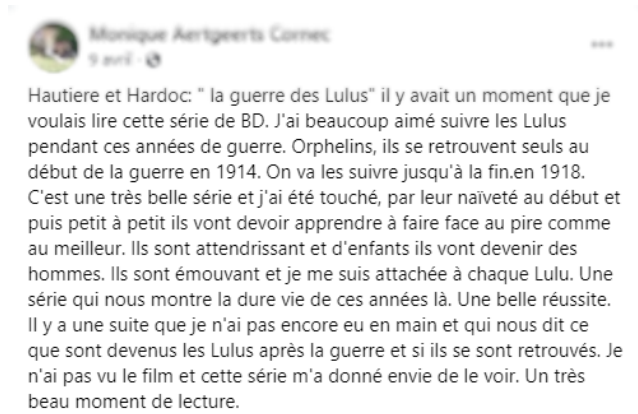 Monique Aertgeerts Cornec
9 avril
Hautiere et Hardoc: " la guerre des Lulus" il y avait un moment que je
voulais lire cette série de BD. J'ai beaucoup aimé suivre les Lulus
pendant ces années de guerre. Orphelins, ils se retrouvent seuls au
début de la guerre en 1914. On va les suivre jusqu'à la fin.en 1918.
C'est une très belle série et j'ai été touché, par leur naïveté au début et
puis petit à petit ils vont devoir apprendre à faire face au pire comme
au meilleur. Ils sont attendrissant et d'enfants ils vont devenir des
hommes. Ils sont émouvant et je me suis attachée à chaque Lulu. Une
série qui nous montre la dure vie de ces années là. Une belle réussite.
Il y a une suite que je n'ai pas encore eu en main et qui nous dit ce
que sont devenus les Lulus après la guerre et si ils se sont retrouvés. Je
n'ai pas vu le film et cette série m'a donné envie de le voir. Un très
beau moment de lecture.